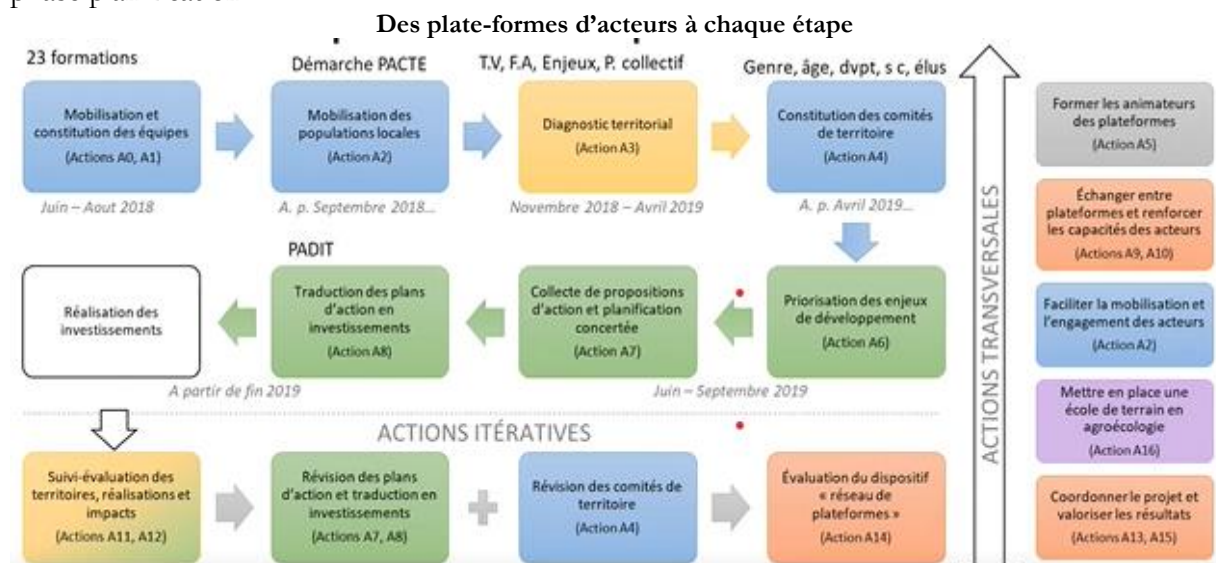 Des plate-formes d'acteurs à chaque étape
23 formations
Démarche PACTE
T.V, F.A, Enjeux, P. collectif
Genre, âge, dvpt, s c, élus
Mobilisation et
constitution des équipes
(Actions A0, A1)
Mobilisation des
populations locales
(Action A2)
Diagnostic territorial
(Action A3)
Constitution des comités
de territoire
(Action A4)
Juin – Aout 2018
A. p. Septembre 2018...
Novembre 2018 – Avril 2019
A. p. Avril 2019...
PADIT
Réalisation des
investissements
Traduction des plans
d'action en
investissements
(Action A8)
Collecte de propositions
d'action et planification
concertée
(Action A7)
Priorisation des enjeux
de développement
(Action A6)
A partir de fin 2019
Juin – Septembre 2019
ACTIONS ITÉRATIVES
Suivi-évaluation des
territoires, réalisations et
impacts
(Actions A11, A12)
Révision des plans
d'action et traduction en
investissements
(Actions A7, A8)
Révision des comités de
territoire
(Action A4)
Évaluation du dispositif
« réseau de
plateformes »
(Action A14)
ACTIONS TRANSVERSALES
Former les animateurs
des plateformes
(Action A5)
Échanger entre
plateformes et renforcer
les capacités des acteurs
(Actions A9, A10)
Faciliter la mobilisation et
l'engagement des acteurs
(Action A2)
Mettre en place une
école de terrain en
agroécologie
(Action A16)
Coordonner le projet et
valoriser les résultats
(Actions A13, A15)